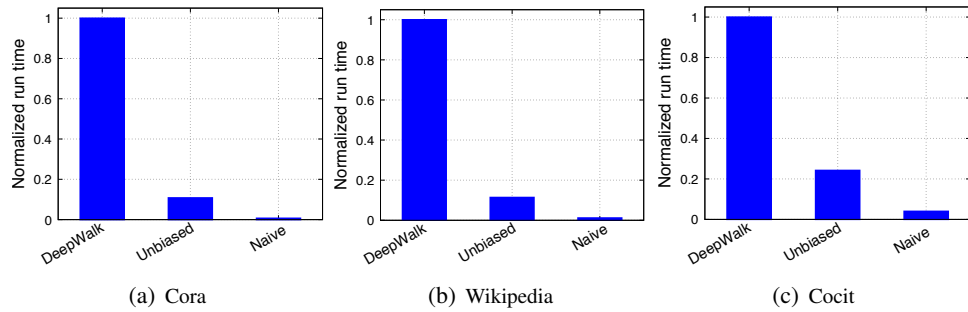 Normalized run time
1
0.8
0.6
0.4
0.2
0
DeepWalk
Unbiased
Naive
(a) Cora
Normalized run time
1
0.8
0.6
0.4
0.2
0
DeepWalk
Unbiased
Naive
(b) Wikipedia
Normalized run time
1
0.8
0.6
0.4
0.2
0
DeepWalk
Unbiased
Naive
(c) Cocit